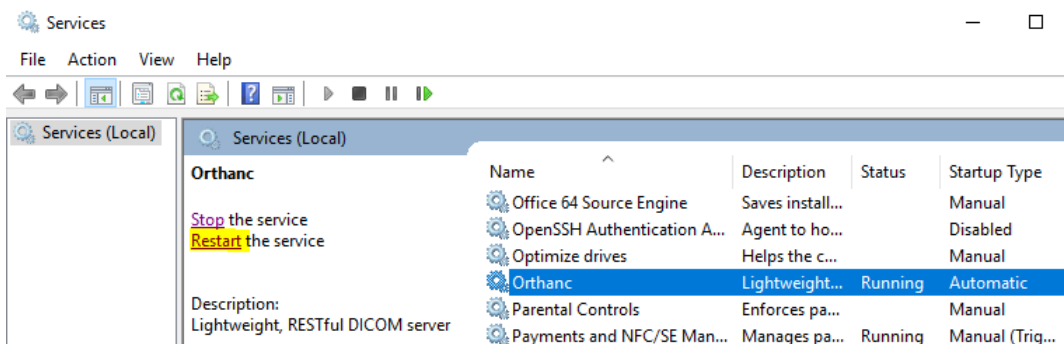 Services
File Action View Help
Services (Local)
Services (Local)
Orthanc
Stop the service
Restart the service
Description:
Lightweight, RESTful DICOM server
Name Description Status Startup Type
Office 64 Source Engine Saves install... Manual
OpenSSH Authentication A... Agent to ho... Disabled
Optimize drives Helps the c... Manual
Orthanc Lightweight... Running Automatic
Parental Controls Enforces pa... Manual
Payments and NFC/SE Man... Manages pa... Running Manual (Trig...